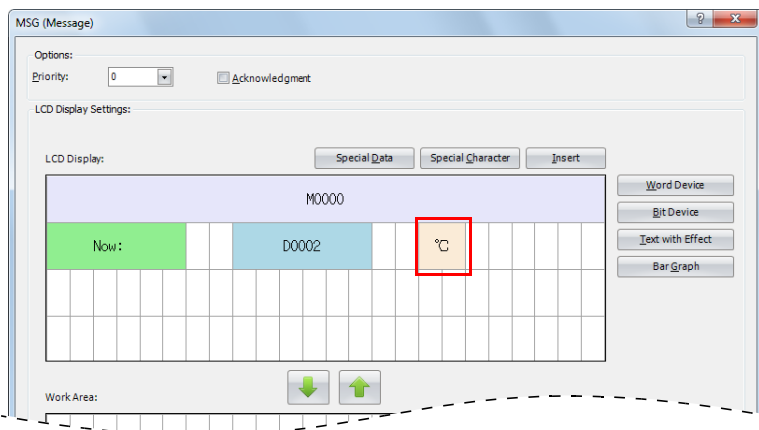 MSG (Message)
Options:
Priority: 0 Acknowledgment
LCD Display Settings:
LCD Display: Special Data Special Character Insert
M0000
Word Device
Bit Device
Now: D0002 ℃
Text with Effect
Bar Graph
Work Area: